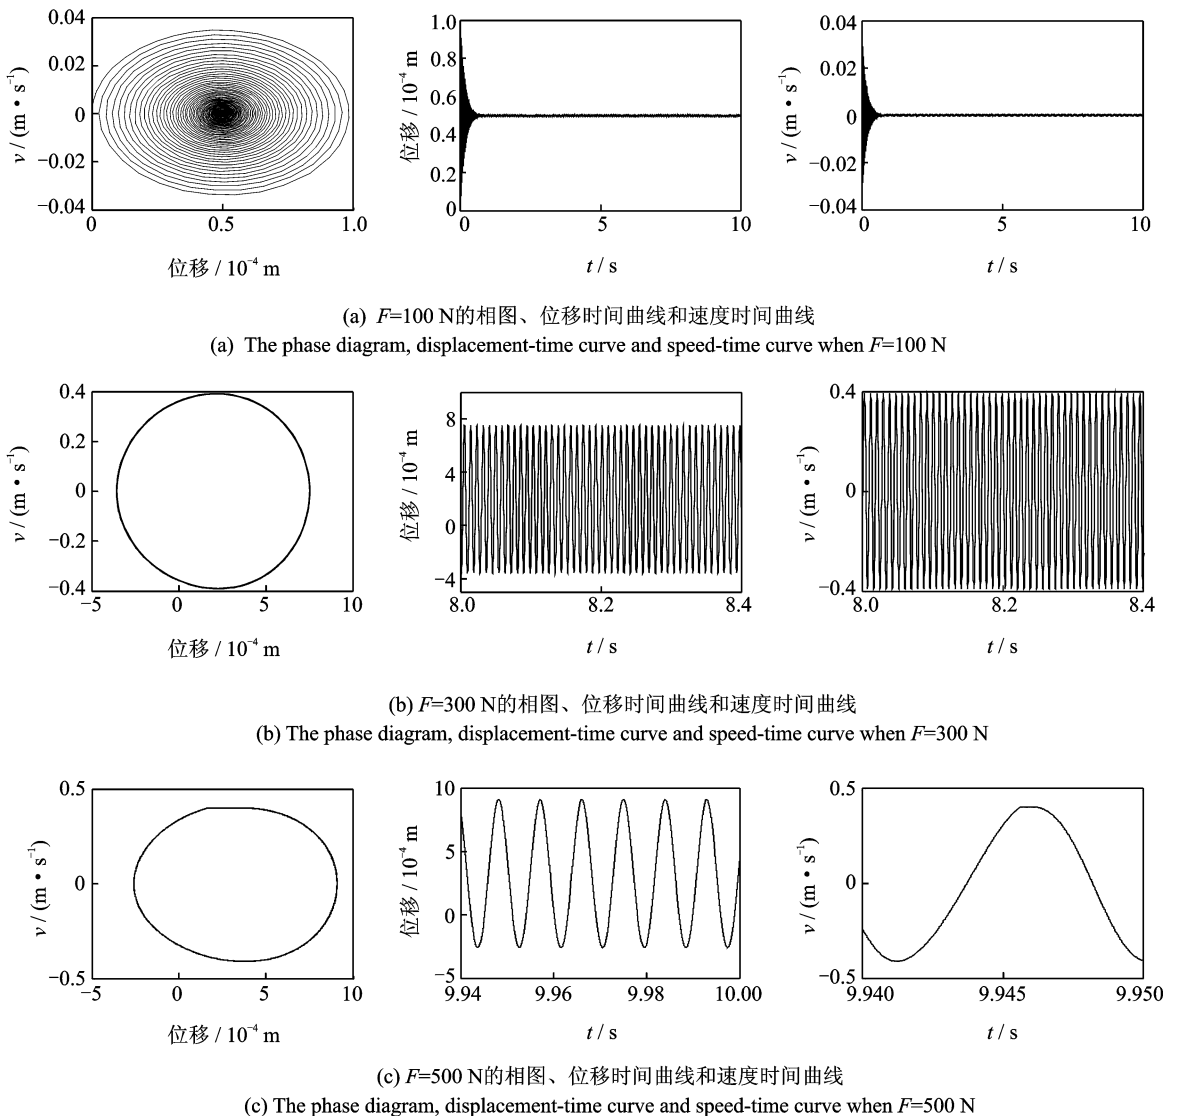 0.04
0.02
0
−0.02
−0.04
v / (m • s⁻¹)
0
0.5
1.0
位移 / 10⁻⁴ m
1.0
0.8
0.6
0.4
0.2
0
位移 / 10⁻⁴ m
0
5
10
t / s
0.04
0.02
0
−0.02
−0.04
v / (m • s⁻¹)
0
5
10
t / s
(a) F=100 N的相图、位移时间曲线和速度时间曲线
(a) The phase diagram, displacement-time curve and speed-time curve when F=100 N
0.4
0.2
0
−0.2
−0.4
v / (m • s⁻¹)
−5
0
5
10
位移 / 10⁻⁴ m
8
4
0
−4
位移 / 10⁻⁴ m
8.0
8.2
8.4
t / s
0.4
0
−0.4
v / (m • s⁻¹)
8.0
8.2
8.4
t / s
(b) F=300 N的相图、位移时间曲线和速度时间曲线
(b) The phase diagram, displacement-time curve and speed-time curve when F=300 N
0.5
0
−0.5
v / (m • s⁻¹)
−5
0
5
10
位移 / 10⁻⁴ m
10
5
0
−5
位移 / 10⁻⁴ m
9.94
9.96
9.98
10.00
t / s
0.5
0
−0.5
v / (m • s⁻¹)
9.940
9.945
9.950
t / s
(c) F=500 N的相图、位移时间曲线和速度时间曲线
(c) The phase diagram, displacement-time curve and speed-time curve when F=500 N